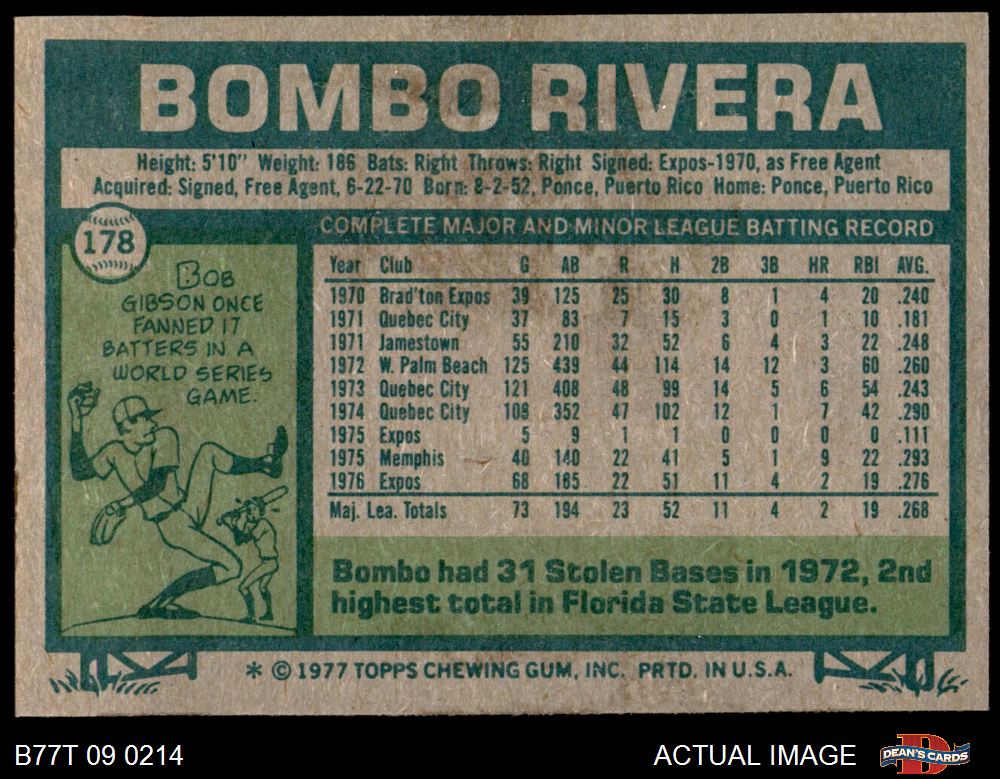 BOMBO RIVERA
Height: 5'10" Weight: 186 Bats: Right Throws: Right Signed: Expos-1970, as Free Agent
Acquired: Signed, Free Agent, 6-22-70 Born: 8-2-52, Ponce, Puerto Rico Home: Ponce, Puerto Rico
178
BOB
GIBSON ONCE
FANNED 17
BATTERS IN A
WORLD SERIES
GAME.
COMPLETE MAJOR AND MINOR LEAGUE BATTING RECORD
Year Club G AB R H 2B 3B HR RBI AVG.
1970 Brad'ton Expos 39 125 25 30 8 1 4 20 .240
1971 Quebec City 37 83 7 15 3 0 1 10 .181
1971 Jamestown 55 210 32 52 6 4 3 22 .248
1972 W. Palm Beach 125 439 44 114 14 12 3 60 .260
1973 Quebec City 121 408 48 99 14 5 6 54 .243
1974 Quebec City 108 352 47 102 12 1 7 42 .290
1975 Expos 5 9 1 1 0 0 0 0 .111
1975 Memphis 40 140 22 41 5 1 9 22 .293
1976 Expos 68 185 22 51 11 4 2 19 .276
Maj. Lea. Totals 73 194 23 52 11 4 2 19 .268
Bombo had 31 Stolen Bases in 1972, 2nd
highest total in Florida State League.
* © 1977 TOPPS CHEWING GUM, INC. PRTD. IN U.S.A.
B77T 09 0214
ACTUAL IMAGE
DEAN'S CARDS